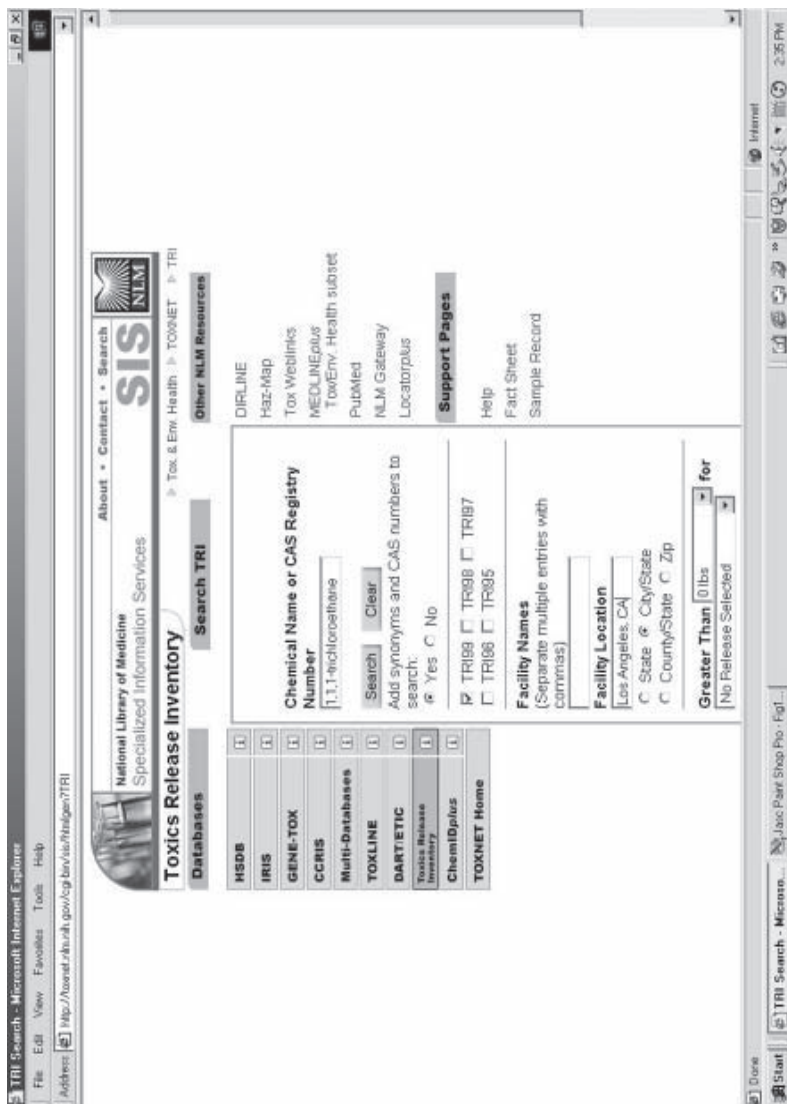 TRI Search - Microsoft Internet Explorer
File Edit View Favorites Tools Help
Address http://toxnet.nlm.nih.gov/cgi-bin/sis/htmlgen?TRI
National Library of Medicine
Specialized Information Services
About • Contact • Search
SIS
NLM
Toxics Release Inventory
Tox. & Env. Health TOXNET TRI
Databases
HSDB
IRIS
GENE-TOX
CCRIS
Multi-Databases
TOXLINE
DART/ETIC
Toxics Release
Inventory
ChemIDplus
TOXNET Home
Search TRI
Chemical Name or CAS Registry
Number
1,1,1-trichloroethane
Search Clear
Add synonyms and CAS numbers to
search:
Yes No
TRI99 TRI98 TRI97
TRI96 TRI95
Facility Names
(Separate multiple entries with
commas)
Facility Location
Los Angeles, CA
State City/State
County/State Zip
Greater Than 0 lbs for
No Release Selected
Other NLM Resources
DIRLINE
Haz-Map
Tox Weblinks
MEDLINEplus
Tox/Env. Health subset
PubMed
NLM Gateway
Locatorplus
Support Pages
Help
Fact Sheet
Sample Record
Done
Internet
Start
TRI Search - Microso...
Jasc Paint Shop Pro - Fig1...
2:35 PM